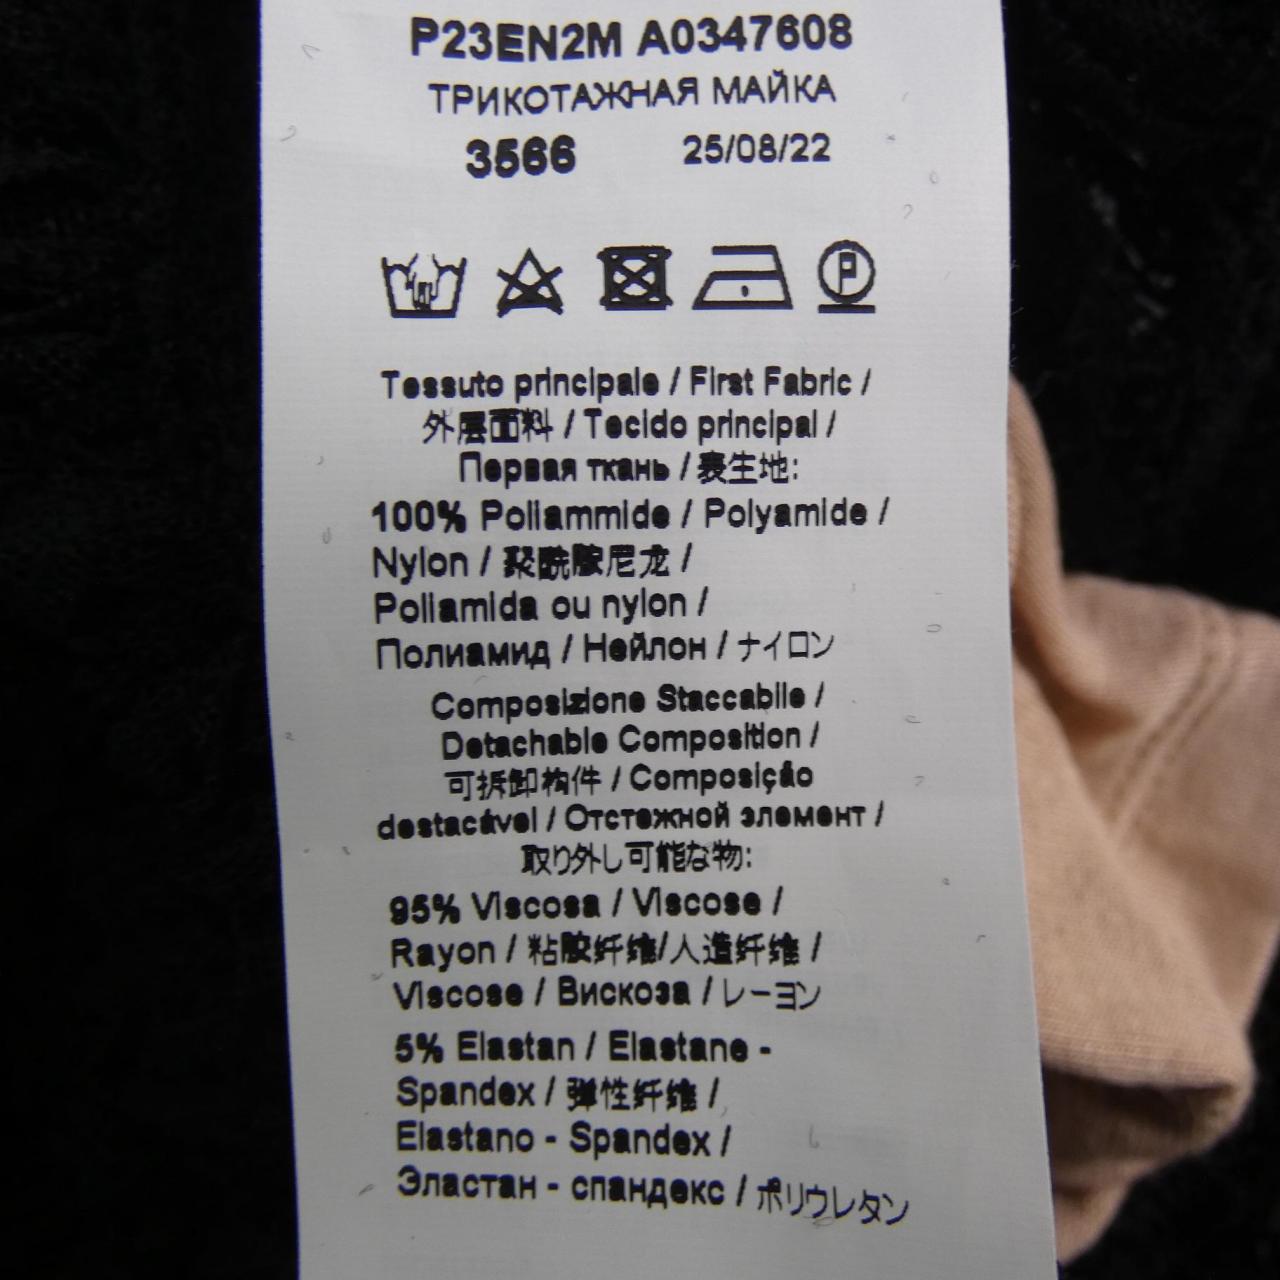 P23EN2M A0347608
ТРИКОТАЖНАЯ МАЙКА
3566 25/08/22
P
Tessuto principale / First Fabric /
外层面料 / Tecido principal /
Первая ткань / 表生地:
100% Poliammide / Polyamide /
Nylon / 聚酰胺尼龙 /
Poliamida ou nylon /
Полиамид / Нейлон / ナイロン
Composizione Staccabile /
Detachable Composition /
可拆卸构件 / Composição
destacável / Отстежной элемент /
取り外し可能な物:
95% Viscosa / Viscose /
Rayon / 粘胶纤维/人造纤维 /
Viscose / Вискоза / レーヨン
5% Elastan / Elastane -
Spandex / 弹性纤维 /
Elastano - Spandex /
Эластан - спандекс / ポリウレタン